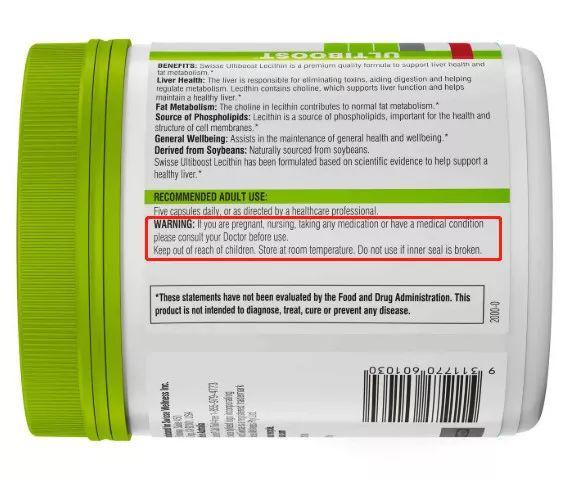 ULTIBOOST
BENEFITS: Swisse Ultiboost Lecithin is a premium quality formula to support liver health and
fat metabolism.*
Liver Health: The liver is responsible for eliminating toxins, aiding digestion and helping
regulate metabolism. Lecithin contains choline, which supports liver function and helps
maintain a healthy liver.*
Fat Metabolism: The choline in lecithin contributes to normal fat metabolism.*
Source of Phospholipids: Lecithin is a source of phospholipids, important for the health and
structure of cell membranes.*
General Wellbeing: Assists in the maintenance of general health and wellbeing.*
Derived from Soybeans: Naturally sourced from soybeans.
Swisse Ultiboost Lecithin has been formulated based on scientific evidence to help support a
healthy liver.*
RECOMMENDED ADULT USE:
Five capsules daily, or as directed by a healthcare professional.
WARNING: If you are pregnant, nursing, taking any medication or have a medical condition
please consult your Doctor before use.
Keep out of reach of children. Store at room temperature. Do not use if inner seal is broken.
*These statements have not been evaluated by the Food and Drug Administration. This
product is not intended to diagnose, treat, cure or prevent any disease.
2000-0
9 311770 601030
Swisse Wellness Inc.
1-855-979-4773